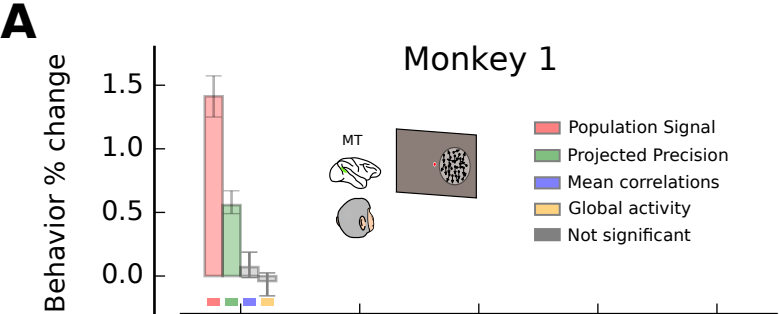 A
Monkey 1
Behavior % change
1.5
1.0
0.5
0.0
MT
Population Signal
Projected Precision
Mean correlations
Global activity
Not significant